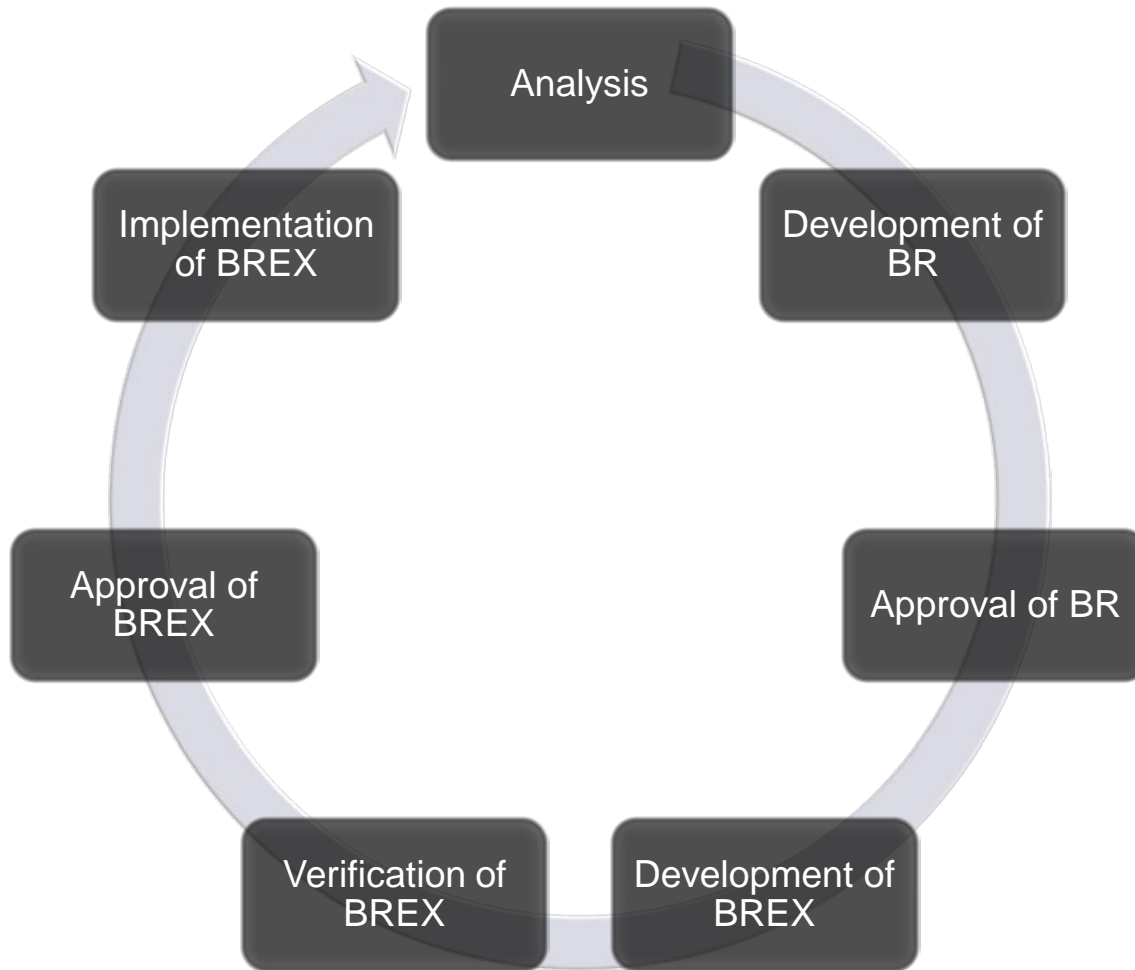 Analysis
Development of
BR
Approval of BR
Development of
BREX
Verification of
BREX
Approval of
BREX
Implementation
of BREX